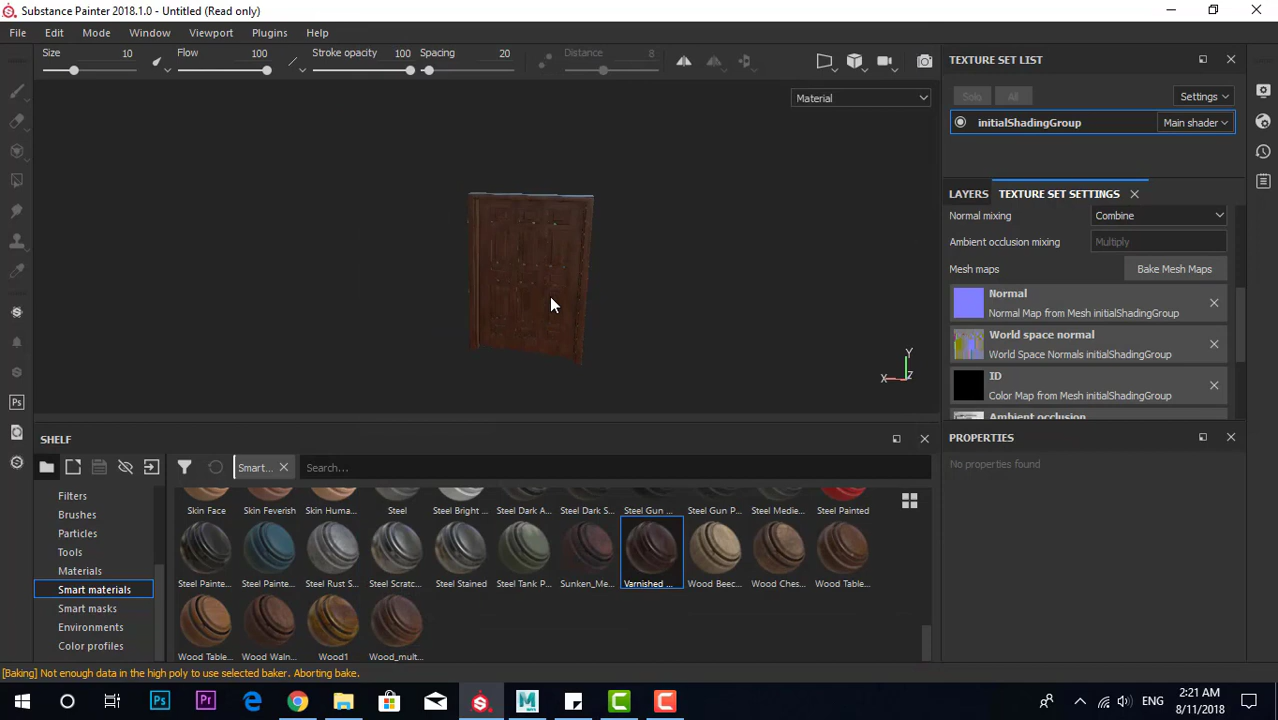 Substance Painter 2018.1.0 - Untitled (Read only)
File Edit Mode Window Viewport Plugins Help
Size 10 Flow 100 Stroke opacity 100 Spacing 20 Distance 8
Material
TEXTURE SET LIST
Solo All Settings
initialShadingGroup Main shader
LAYERS TEXTURE SET SETTINGS
Normal mixing Combine
Ambient occlusion mixing Multiply
Mesh maps Bake Mesh Maps
Normal
Normal Map from Mesh initialShadingGroup
World space normal
World Space Normals initialShadingGroup
ID
Color Map from Mesh initialShadingGroup
Ambient occlusion
Y
X Z
SHELF
PROPERTIES
No properties found
Smart... Search...
Filters
Brushes
Particles
Tools
Materials
Smart materials
Smart masks
Environments
Color profiles
Skin Face Skin Feverish Skin Huma... Steel Steel Bright ... Steel Dark A... Steel Dark S... Steel Gun ... Steel Gun P... Steel Medie... Steel Painted
Steel Painte... Steel Painte... Steel Rust S... Steel Scratc... Steel Stained Steel Tank P... Sunken_Me... Varnished ... Wood Beec... Wood Ches... Wood Table...
Wood Table... Wood Waln... Wood1 Wood_mult...
[Baking] Not enough data in the high poly to use selected baker. Aborting bake.
Ps Pr ENG 2:21 AM
8/11/2018